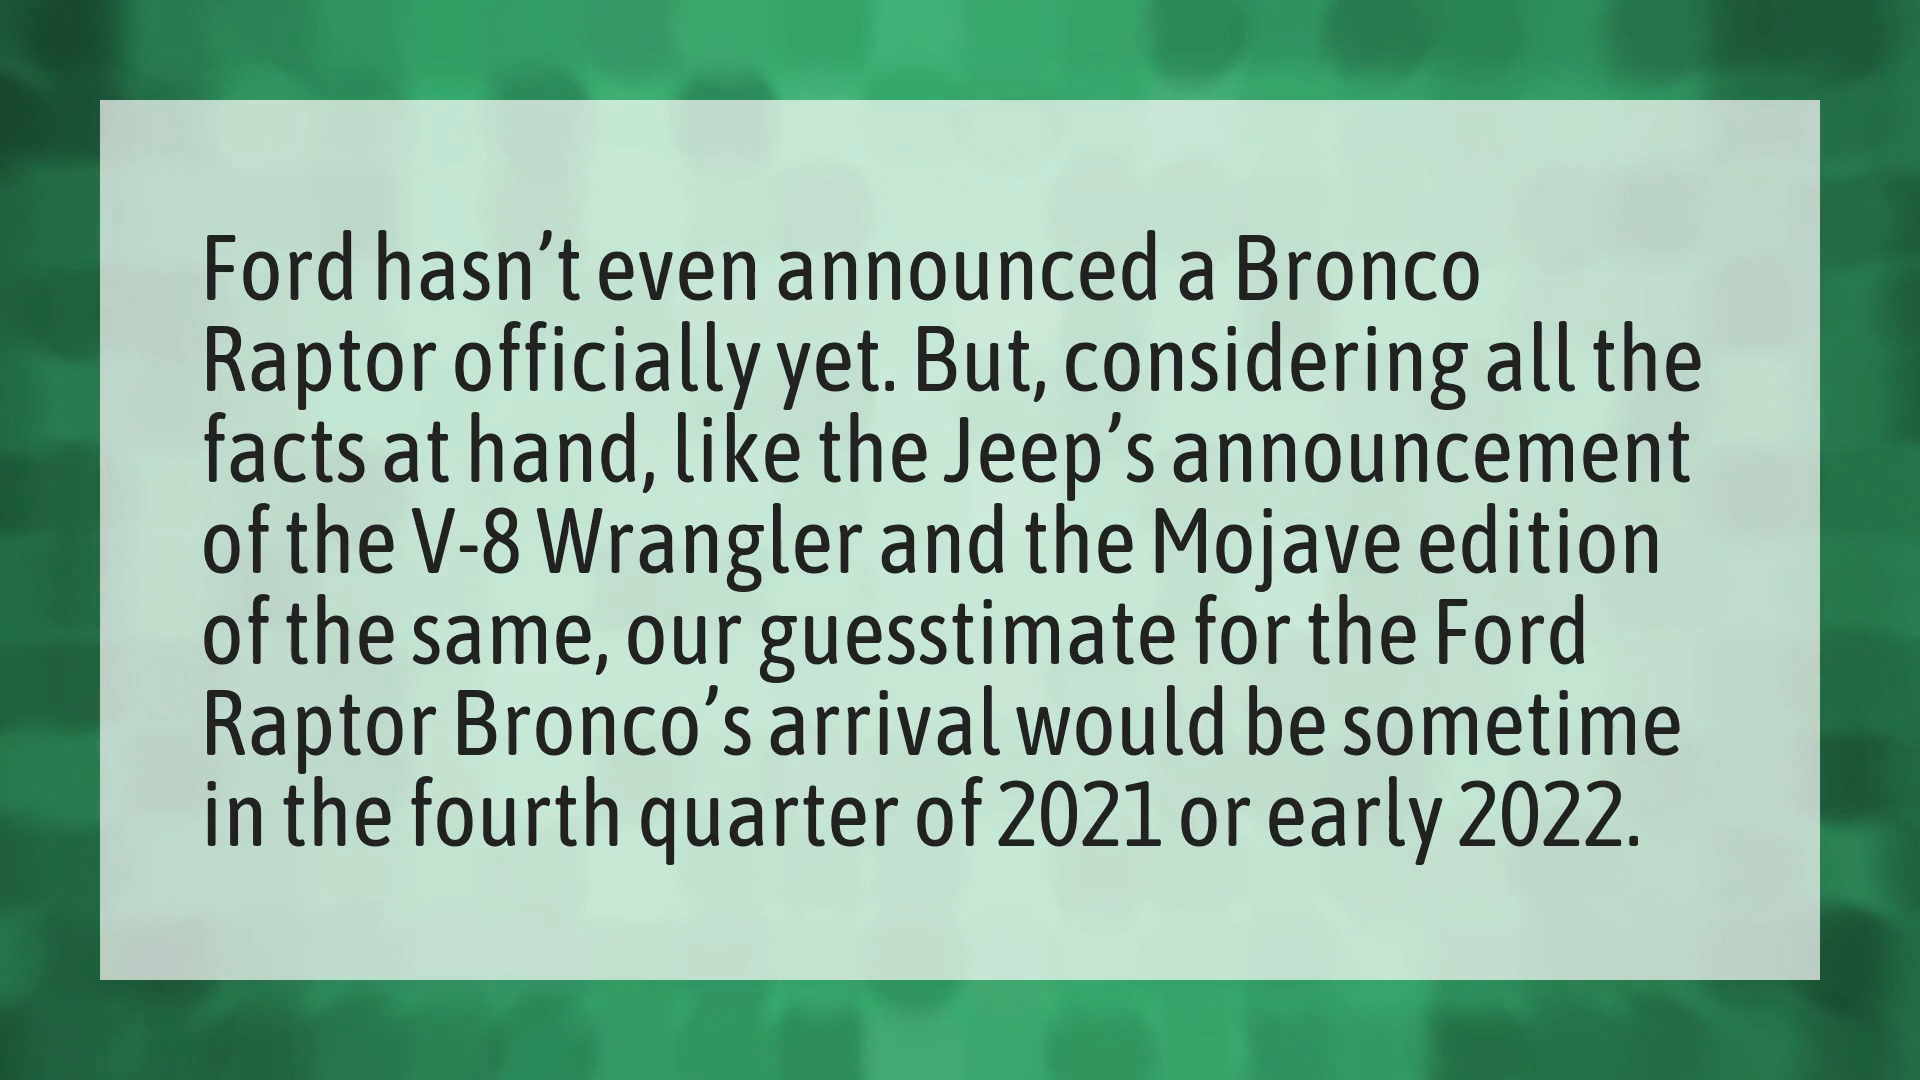 Ford hasn’t even announced a Bronco
Raptor officially yet. But, considering all the
facts at hand, like the Jeep’s announcement
of the V-8 Wrangler and the Mojave edition
of the same, our guesstimate for the Ford
Raptor Bronco’s arrival would be sometime
in the fourth quarter of 2021 or early 2022.